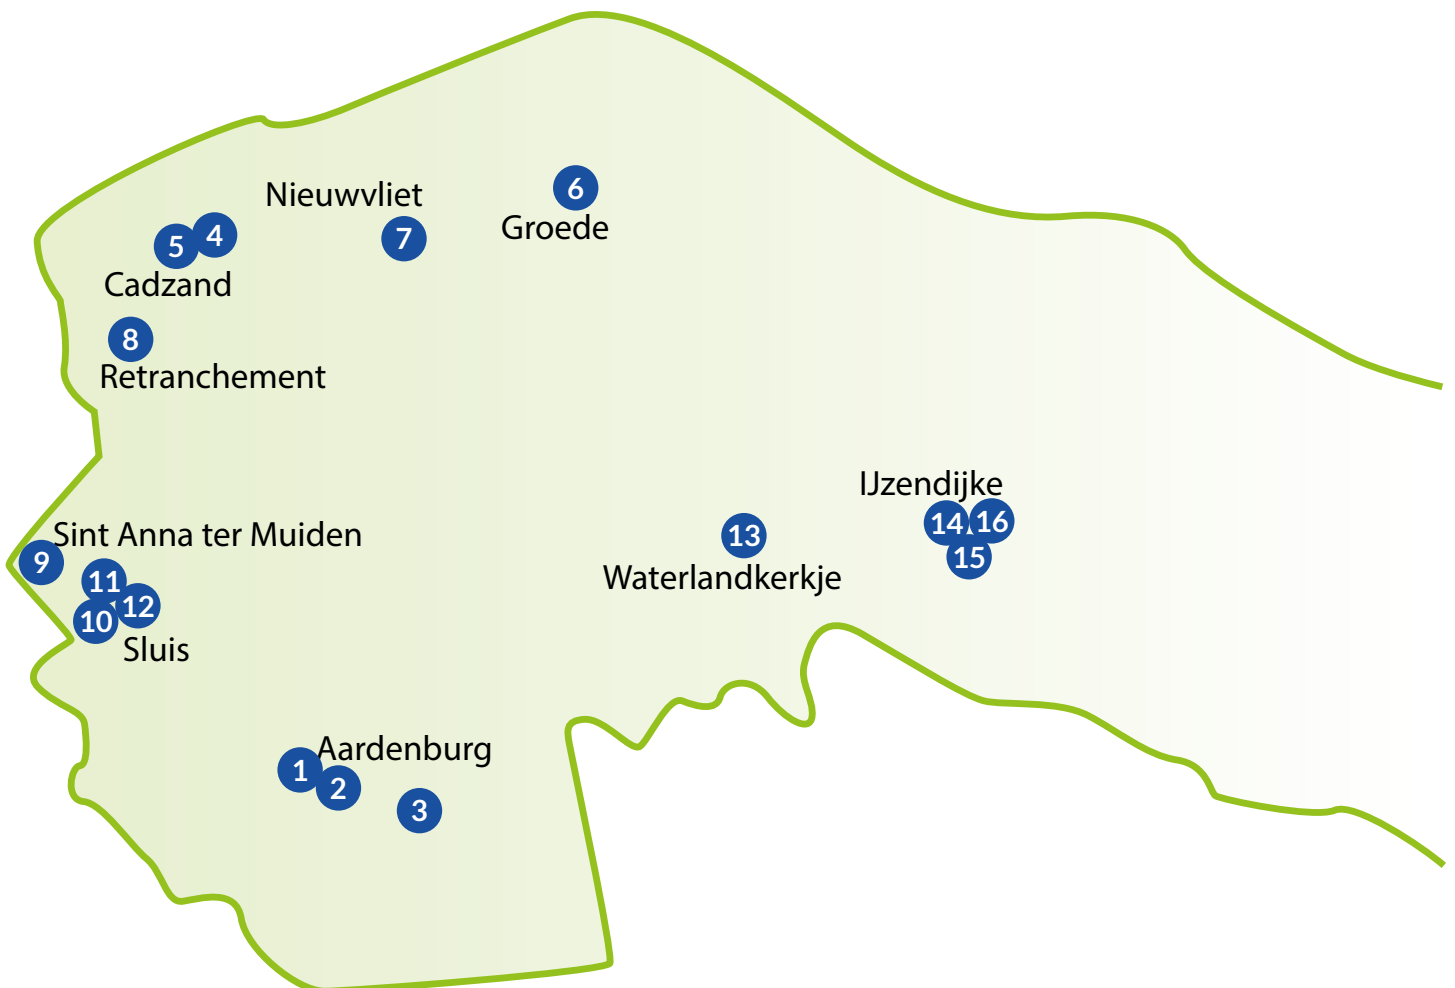 Nieuwvliet
6
Groede
5
4
7
Cadzand
8
Retranchement
IJzendijke
14
16
15
13
Waterlandkerkje
Sint Anna ter Muiden
9
11
12
10
Sluis
Aardenburg
1
2
3